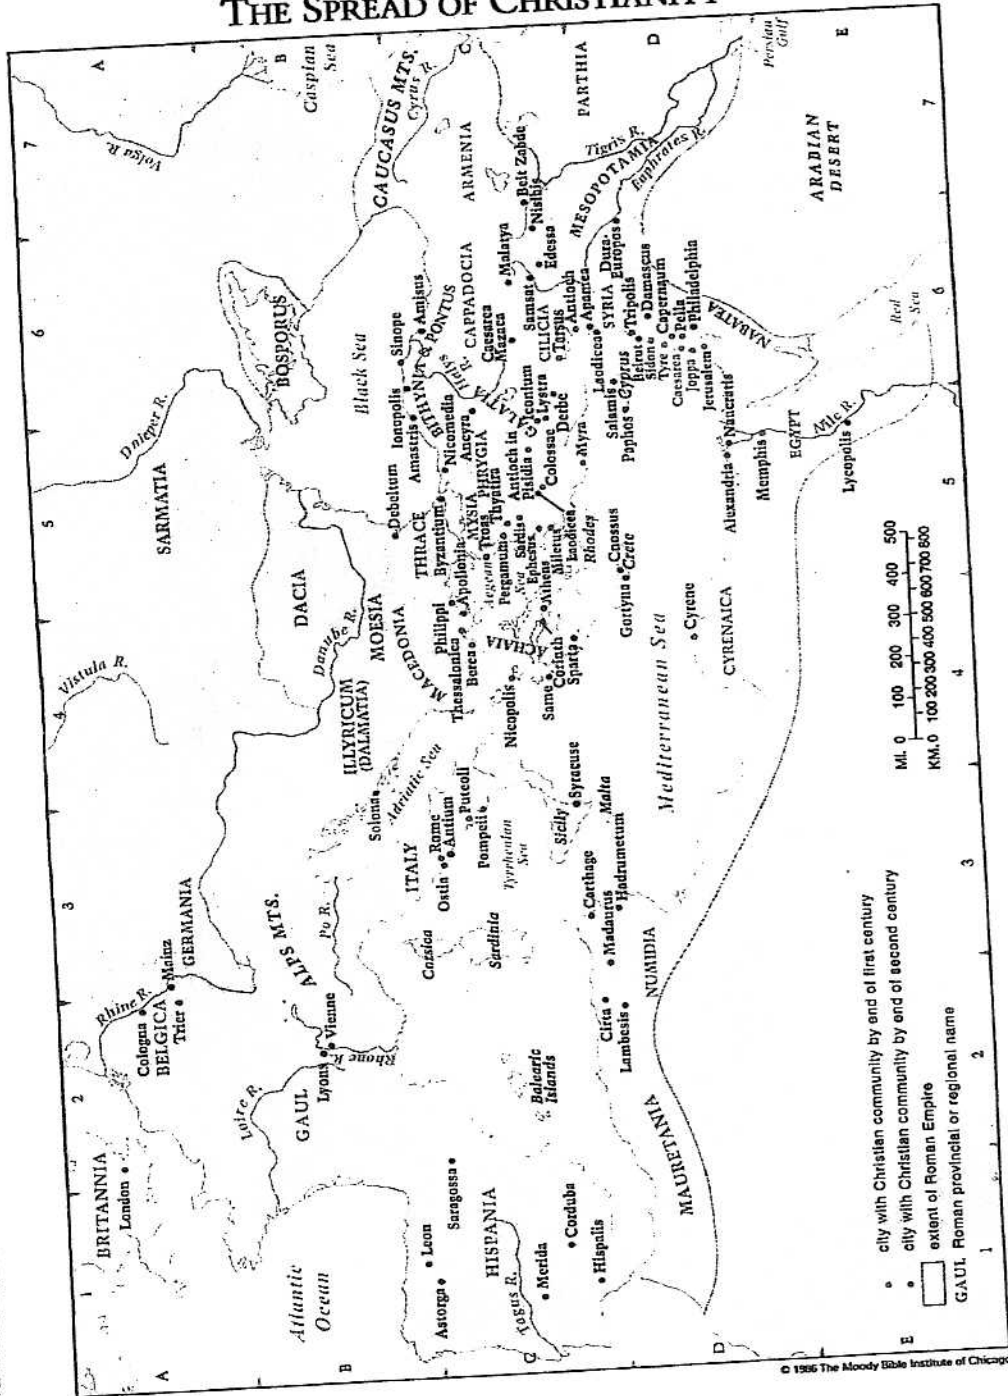 THE SPREAD OF CHRISTIANITY
A
B
C
D
E
7
6
5
4
3
2
1
Volga R.
Caspian
Sea
CAUCASUS MTS.
Cyrus R.
ARMENIA
PARTHIA
Persian
Gulf
Tigris R.
MESOPOTAMIA
Euphrates R.
ARABIAN
DESERT
Beit Zabde
Nisibis
Edessa
Malatya
Samsat
BOSPORUS
Black Sea
Sinope
Amisus
Ionopolis
Amastris
BITHYNIA & PONTUS
Halys
R.
CAPPADOCIA
Caesarea
Mazaca
CILICIA
Tarsus
Antioch
Apamea
SYRIA
Dura-
Europos
Laodicea
Tripolis
Damascus
Capernaum
Pella
Philadelphia
Beirut
Sidon
Tyre
Caesarea
Joppa
Jerusalem
NABATEA
Red
Sea
Salamis
Cyprus
Paphos
GALATIA
Iconium
Lystra
Derbe
Nicomedia
Ancyra
PHRYGIA
Antioch in
Pisidia
Colossae
Myra
Dnieper R.
SARMATIA
DACIA
Danube R.
MOESIA
THRACE
Debeltum
Byzantium
Apollonia
MYSIA
Troas
Thyatira
Pergamum
Sardis
Ephesus
Miletus
Laodicea
Rhodes
Aegean
Sea
Athens
MACEDONIA
Philippi
Thessalonica
Berea
ACHAIA
Nicopolis
Same
Corinth
Sparta
Cnossus
Gortyna
Crete
Alexandria
Naucratis
Memphis
EGYPT
Nile R.
Lycopolis
Cyrene
CYRENAICA
Mediterranean Sea
Vistula R.
ILLYRICUM
(DALMATIA)
Solona
Adriatic Sea
ITALY
Rome
Ostia
Antium
Puteoli
Pompeii
Tyrrhenian
Sea
Sicily
Syracuse
Malta
Carthage
Hadrumetum
Madaurus
NUMIDIA
Cirta
Lambesis
Corsica
Sardinia
Po R.
ALPS MTS.
GERMANIA
Mainz
Rhine R.
Cologna
BELGICA
Trier
Vienne
Lyons
Rhone R.
Loire R.
GAUL
Balearic
Islands
MAURETANIA
BRITANNIA
London
Atlantic
Ocean
Leon
Astorga
Saragossa
HISPANIA
Tagus R.
Merida
Corduba
Hispalis
MI. 0 100 200 300 400 500
KM. 0 100 200 300 400 500 600 700 800
city with Christian community by end of first century
city with Christian community by end of second century
extent of Roman Empire
GAUL Roman provincial or regional name
A
B
C
D
E
© 1986 The Moody Bible Institute of Chicago